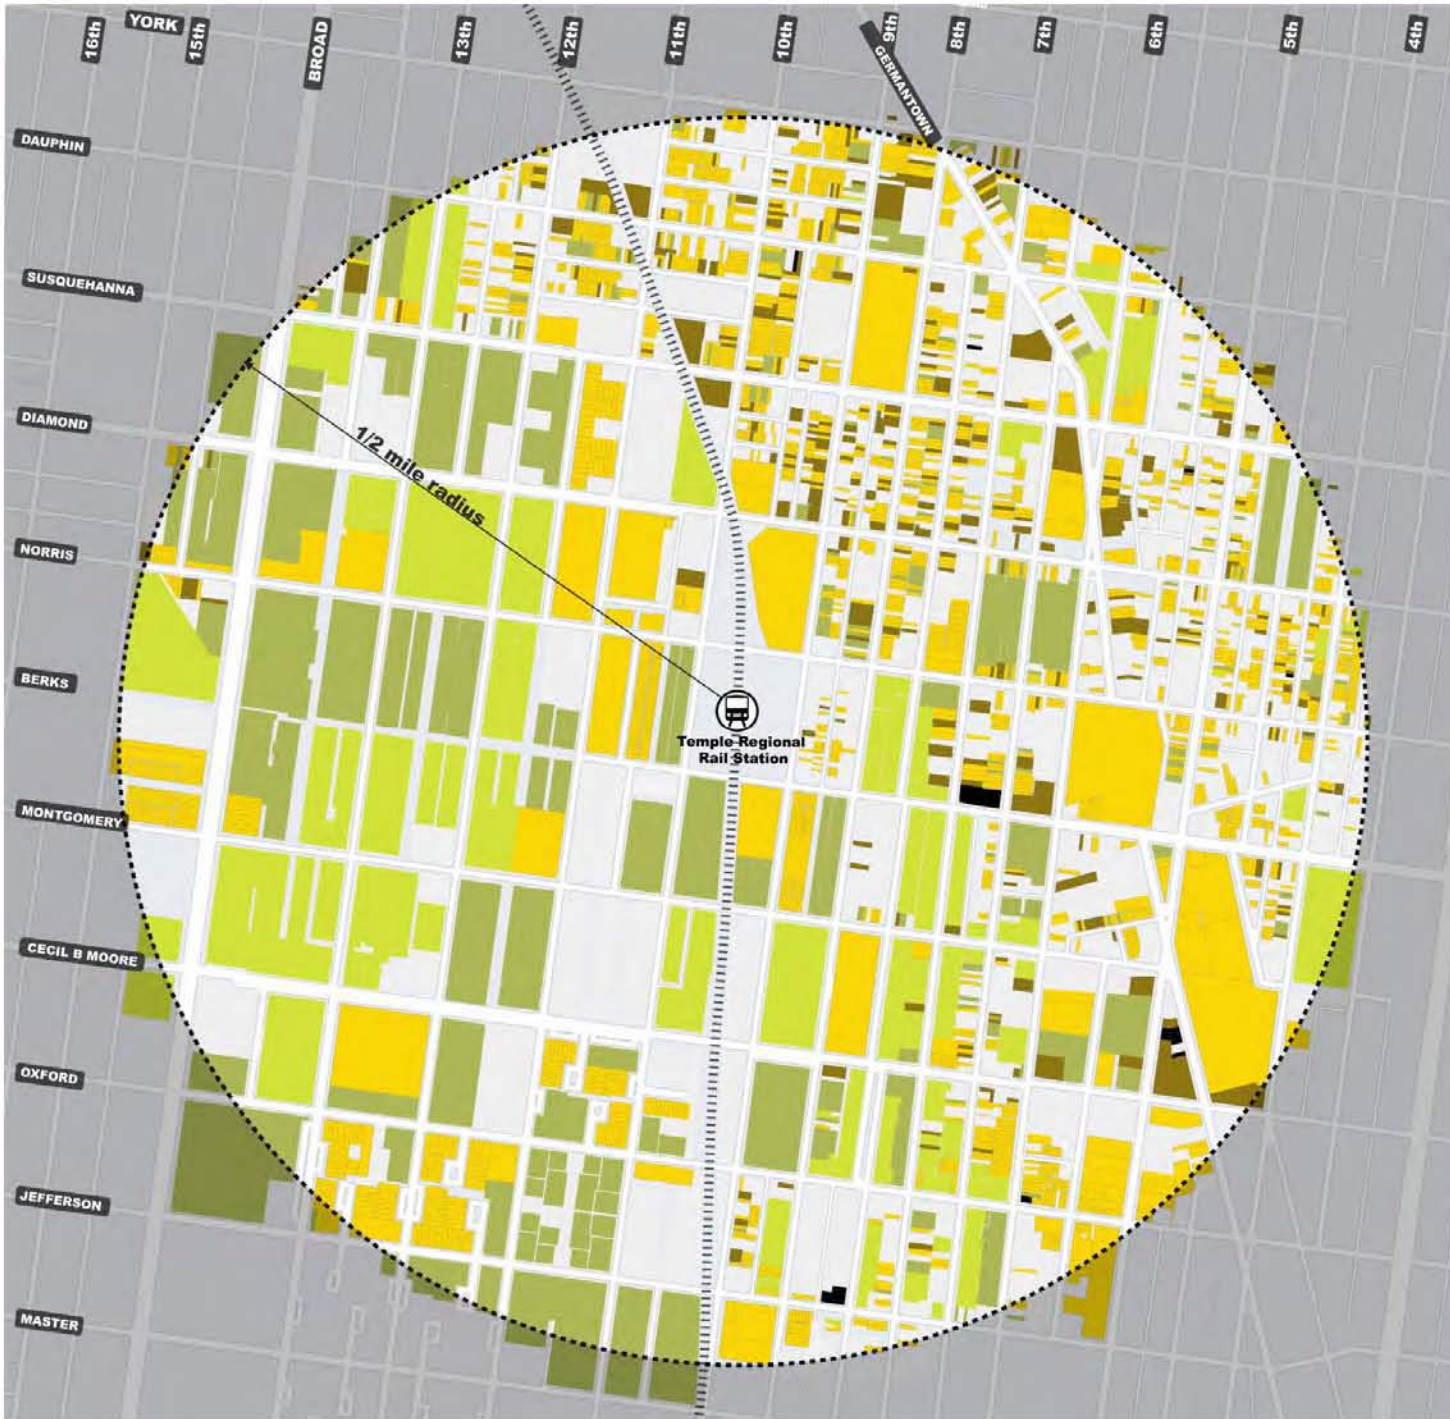 YORK
16th
15th
BROAD
13th
12th
11th
10th
9th
8th
7th
6th
5th
4th
GERMANTOWN
DAUPHIN
SUSQUEHANNA
DIAMOND
1/2 mile radius
NORRIS
BERKS
Temple Regional
Rail Station
MONTGOMERY
CECIL B MOORE
OXFORD
JEFFERSON
MASTER